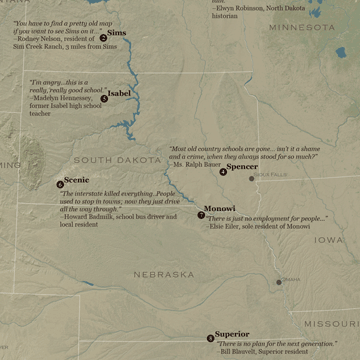 have."
–Elwyn Robinson, North Dakota
historian
MINNESOTA
"You have to find a pretty old map
if you want to see Sims on it..."
–Rodney Nelson, resident of
Sim Creek Ranch, 3 miles from Sims
2 Sims
"I'm angry...this is a
really, really good school."
–Madelyn Hennessey,
former Isabel high school
teacher
3 Isabel
"Most old country schools are gone... isn't it a shame
and a crime, when they always stood for so much?"
–Ms. Ralph Bauer
4 Spencer
SIOUX FALLS
SOUTH DAKOTA
MING
Scenic
"The interstate killed everything..People
used to stop in towns; now they just drive
all the way through."
–Howard
school bus driver and
local resident
7 Monowi
"There is just no employment for people..."
–Elsie Eiler, sole resident of Monowi
IOWA
NEBRASKA
OMAHA
MISSOURI
Superior
"There is no plan for the next generation."
–Bill Blauvelt, Superior resident